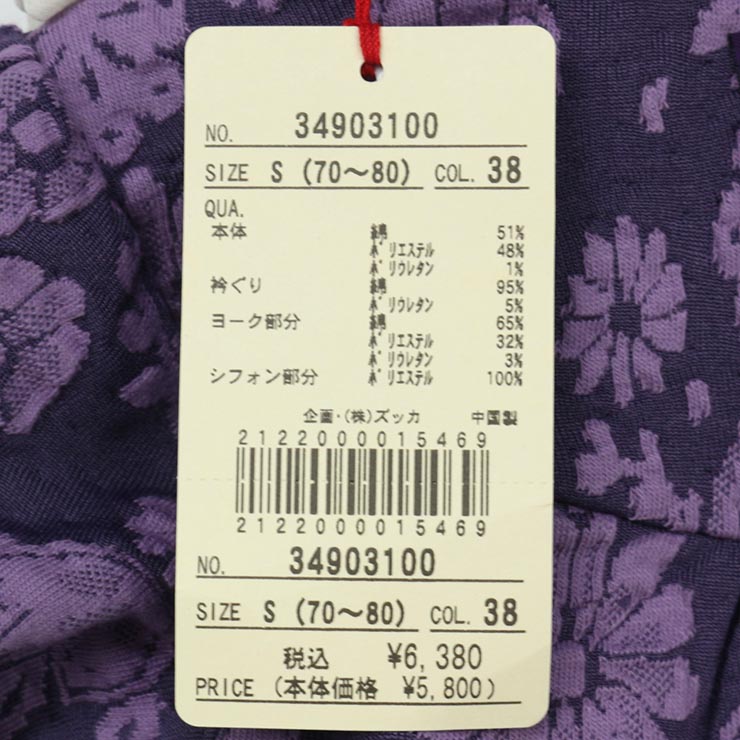 NO. 34903100
SIZE S (70〜80) COL. 38
QUA.
本体 綿 51%
ポリエステル 48%
ポリウレタン 1%
衿ぐり 綿 95%
ポリウレタン 5%
ヨーク部分 綿 65%
ポリエステル 32%
ポリウレタン 3%
シフォン部分 ポリエステル 100%
企画・(株)ズッカ 中国製
2122000015469
2122000015469
NO. 34903100
SIZE S (70〜80) COL. 38
税込 ¥6,380
PRICE (本体価格 ¥5,800)